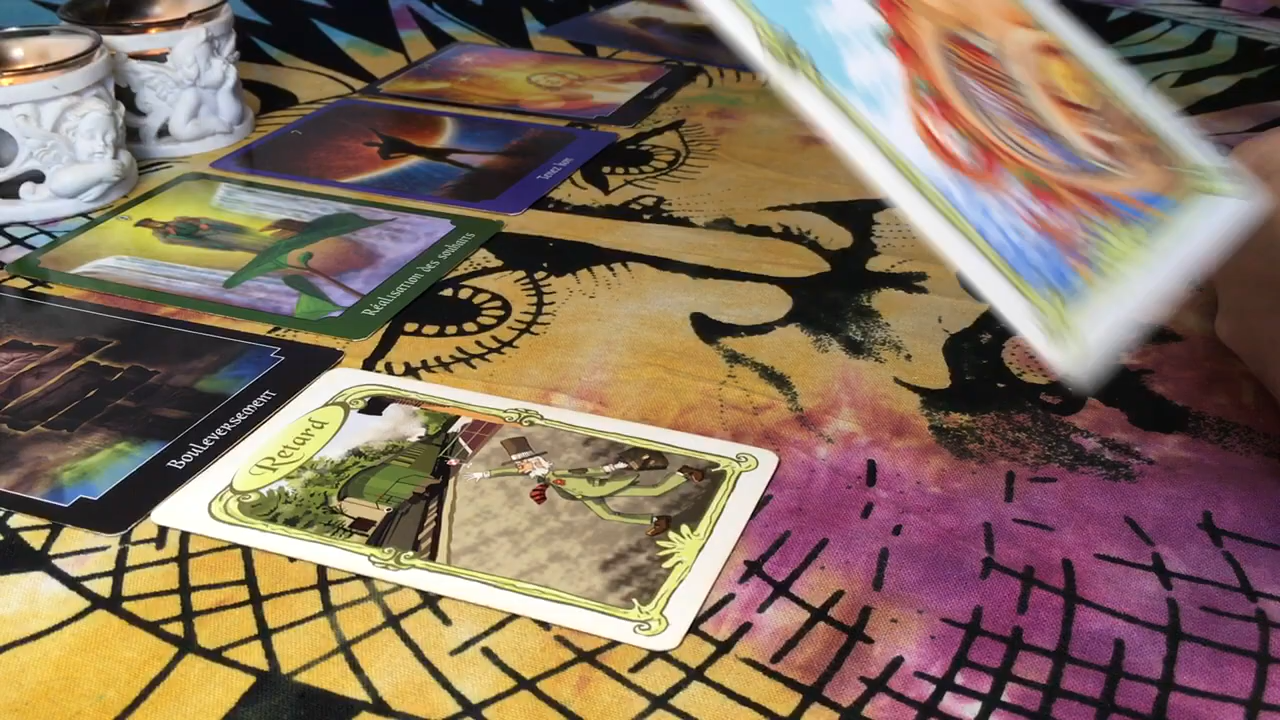 Tenez bon
Réalisation des souhaits
Bouleversement
Retard